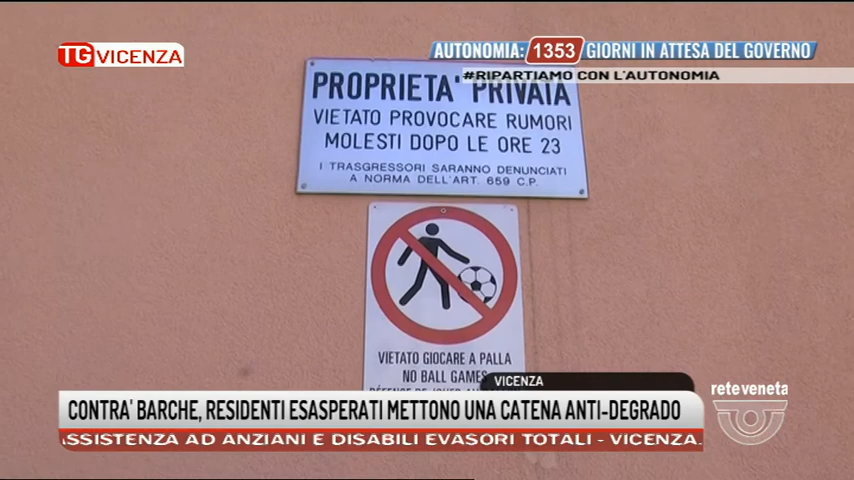 TG VICENZA
AUTONOMIA: 1353 GIORNI IN ATTESA DEL GOVERNO
#RIPARTIAMO CON L'AUTONOMIA
PROPRIETA' PRIVATA
VIETATO PROVOCARE RUMORI
MOLESTI DOPO LE ORE 23
I TRASGRESSORI SARANNO DENUNCIATI
A NORMA DELL'ART. 659 C.P.
VIETATO GIOCARE A PALLA
NO BALL GAMES
VICENZA
CONTRA' BARCHE, RESIDENTI ESASPERATI METTONO UNA CATENA ANTI-DEGRADO
ASSISTENZA AD ANZIANI E DISABILI EVASORI TOTALI - VICENZA.
reteveneta